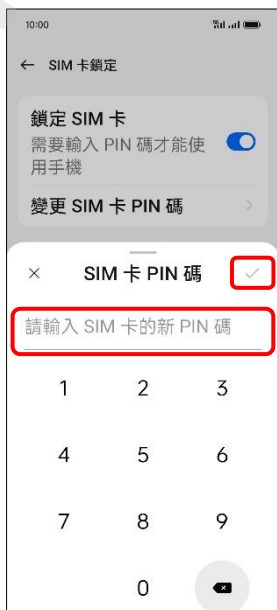 10:00
← SIM 卡鎖定
鎖定 SIM 卡
需要輸入 PIN 碼才能使
用手機
變更 SIM 卡 PIN 碼 >
× SIM 卡 PIN 碼 ✓
請輸入 SIM 卡的新 PIN 碼
1 2 3
4 5 6
7 8 9
0